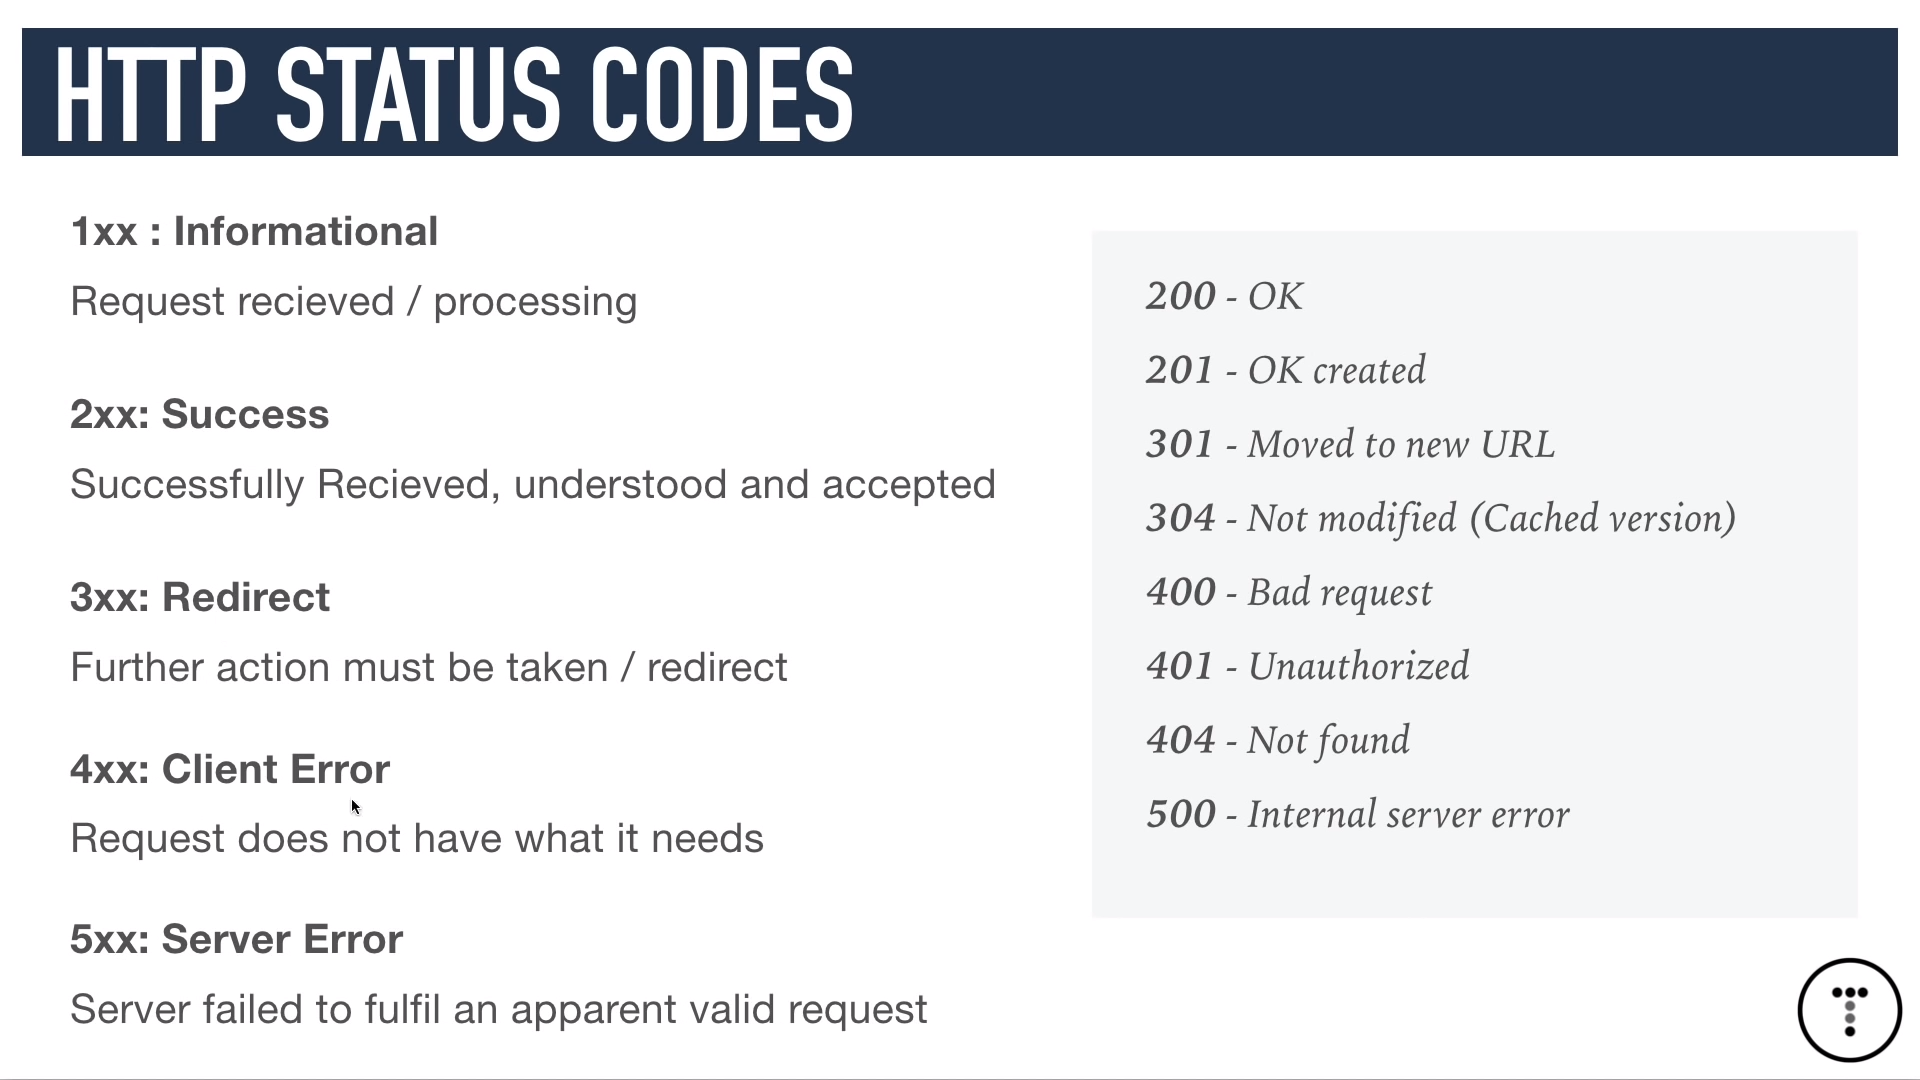 HTTP STATUS CODES
1xx : Informational
Request recieved / processing
2xx: Success
Successfully Recieved, understood and accepted
3xx: Redirect
Further action must be taken / redirect
4xx: Client Error
Request does not have what it needs
5xx: Server Error
Server failed to fulfil an apparent valid request
200 - OK
201 - OK created
301 - Moved to new URL
304 - Not modified (Cached version)
400 - Bad request
401 - Unauthorized
404 - Not found
500 - Internal server error